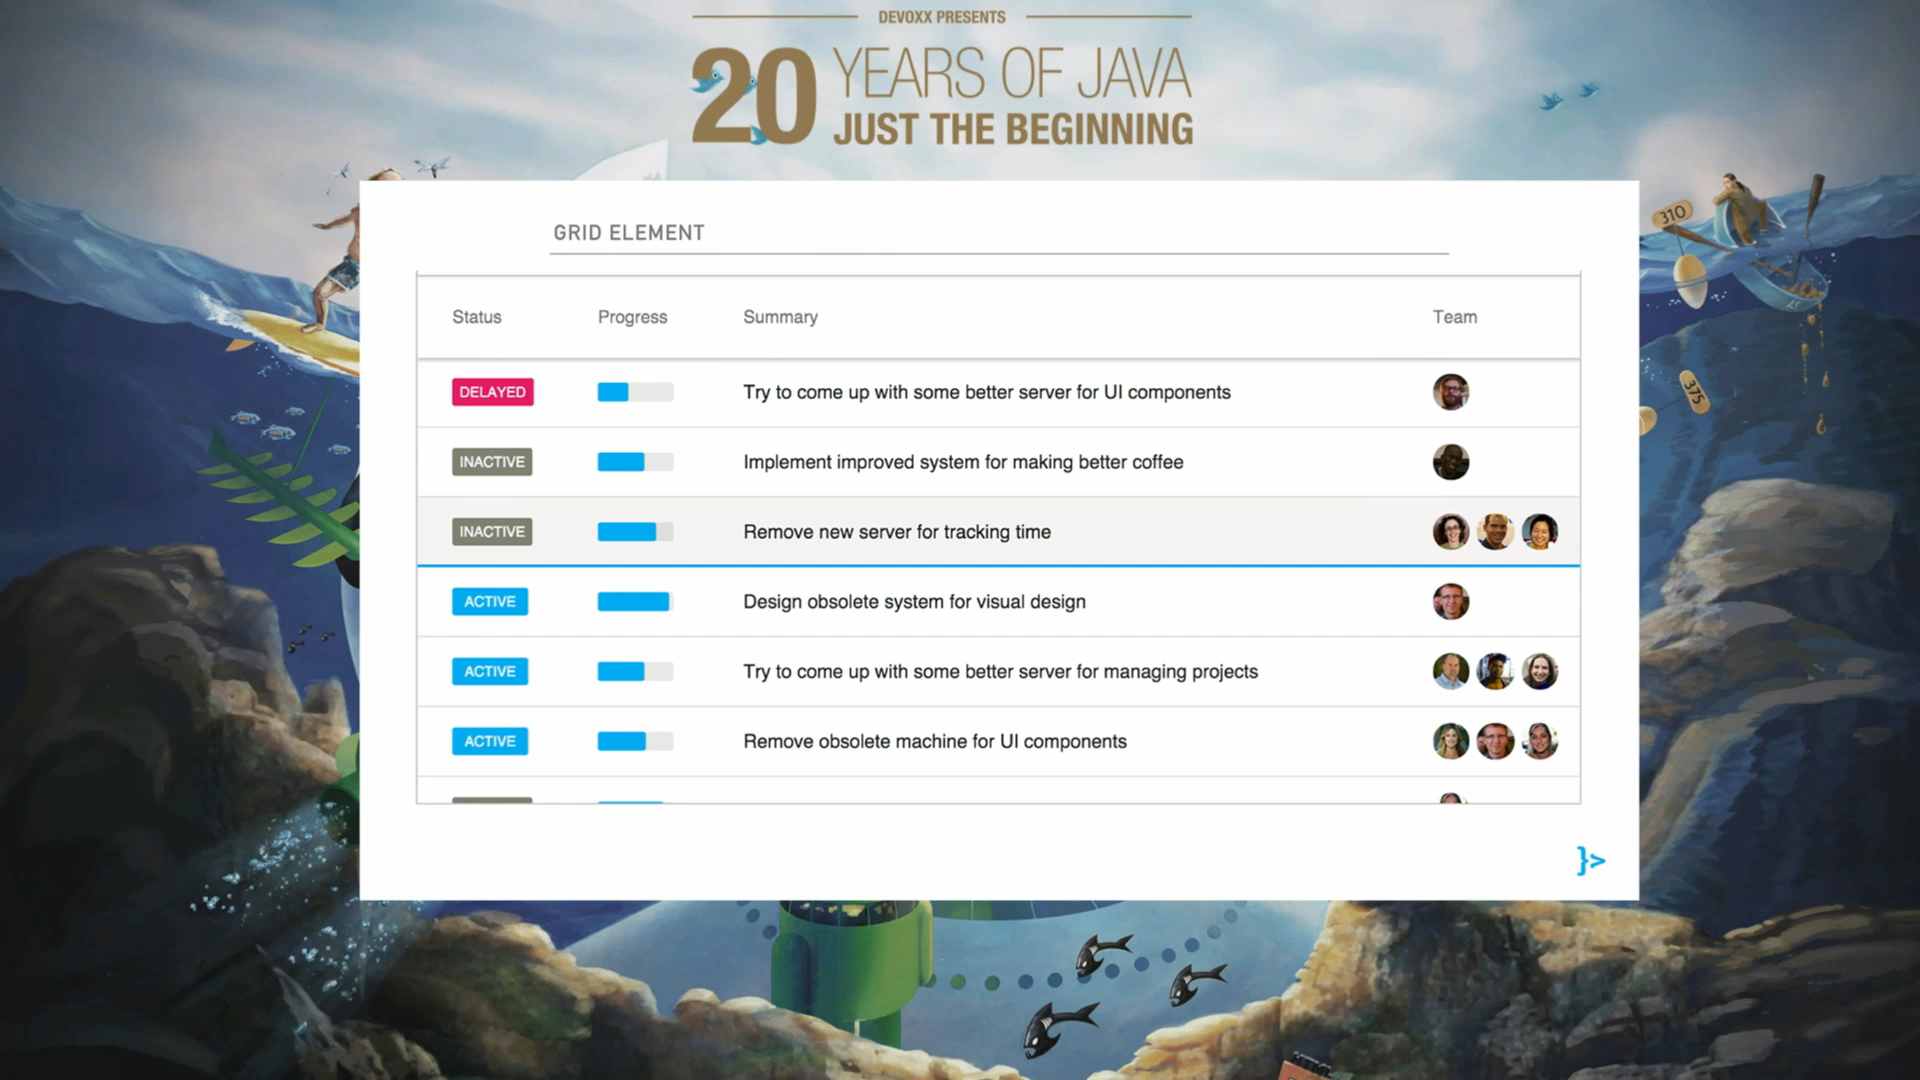 DEVOXX PRESENTS
20 YEARS OF JAVA
JUST THE BEGINNING
310
GRID ELEMENT
Status Progress Summary Team
DELAYED Try to come up with some better server for UI components
375
INACTIVE Implement improved system for making better coffee
INACTIVE Remove new server for tracking time
ACTIVE Design obsolete system for visual design
ACTIVE Try to come up with some better server for managing projects
ACTIVE Remove obsolete machine for UI components
}>